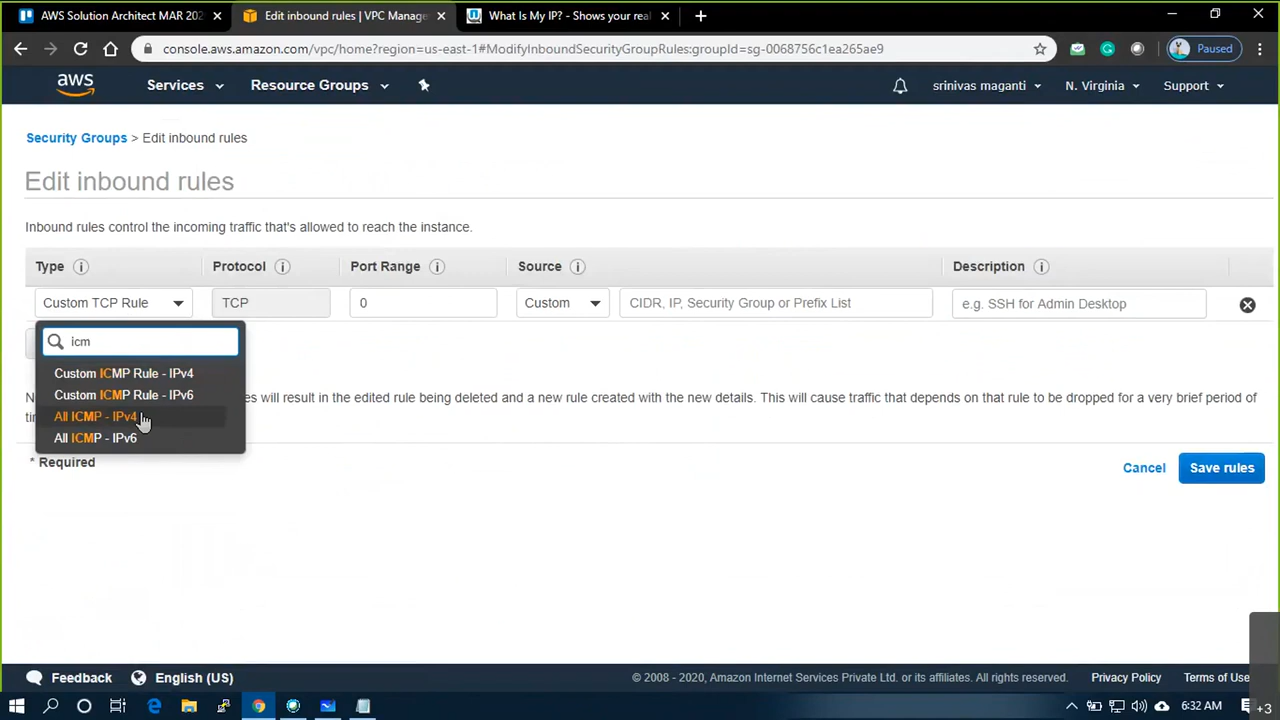 AWS Solution Architect MAR 202
Edit inbound rules | VPC Manage
What Is My IP? - Shows your real
console.aws.amazon.com/vpc/home?region=us-east-1#ModifyInboundSecurityGroupRules:groupId=sg-0068756c1ea265ae9
Paused
aws
Services
Resource Groups
srinivas maganti
N. Virginia
Support
Security Groups > Edit inbound rules
Edit inbound rules
Inbound rules control the incoming traffic that's allowed to reach the instance.
Type Protocol Port Range Source Description
Custom TCP Rule TCP 0 Custom CIDR, IP, Security Group or Prefix List e.g. SSH for Admin Desktop
icm
Custom ICMP Rule - IPv4
Custom ICMP Rule - IPv6
All ICMP - IPv4
All ICMP - IPv6
es will result in the edited rule being deleted and a new rule created with the new details. This will cause traffic that depends on that rule to be dropped for a very brief period of
* Required
Cancel
Save rules
Feedback
English (US)
© 2008 - 2020, Amazon Internet Services Private Ltd. or its affiliates. All rights reserved.
Privacy Policy
Terms of Use
6:32 AM
+3